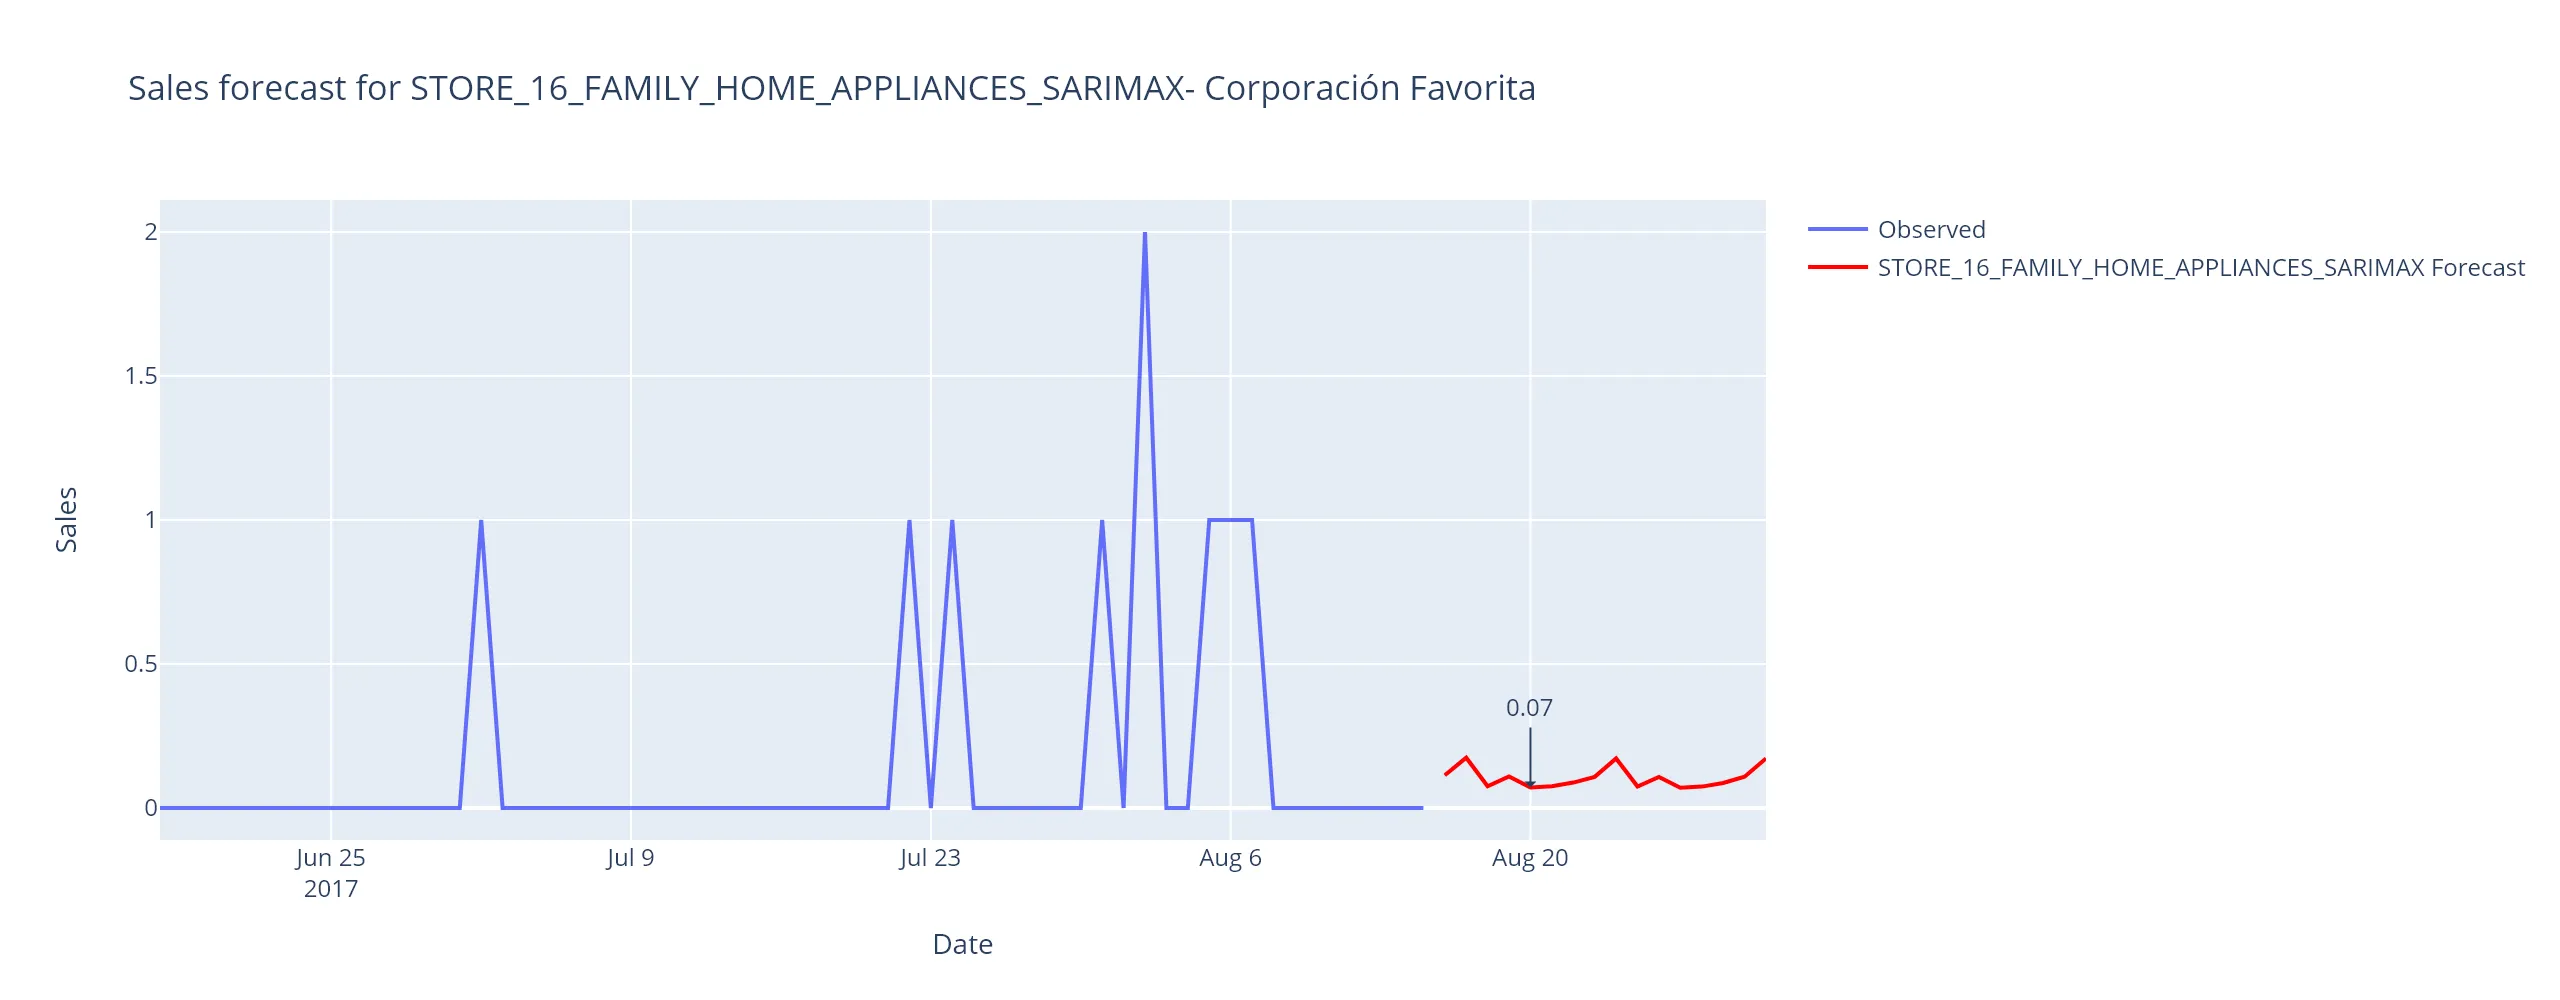 Sales forecast for STORE_16_FAMILY_HOME_APPLIANCES_SARIMAX- Corporación Favorita
Observed
STORE_16_FAMILY_HOME_APPLIANCES_SARIMAX Forecast
2
1.5
1
0.5
0
Sales
0.07
Jun 25
2017
Jul 9
Jul 23
Aug 6
Aug 20
Date